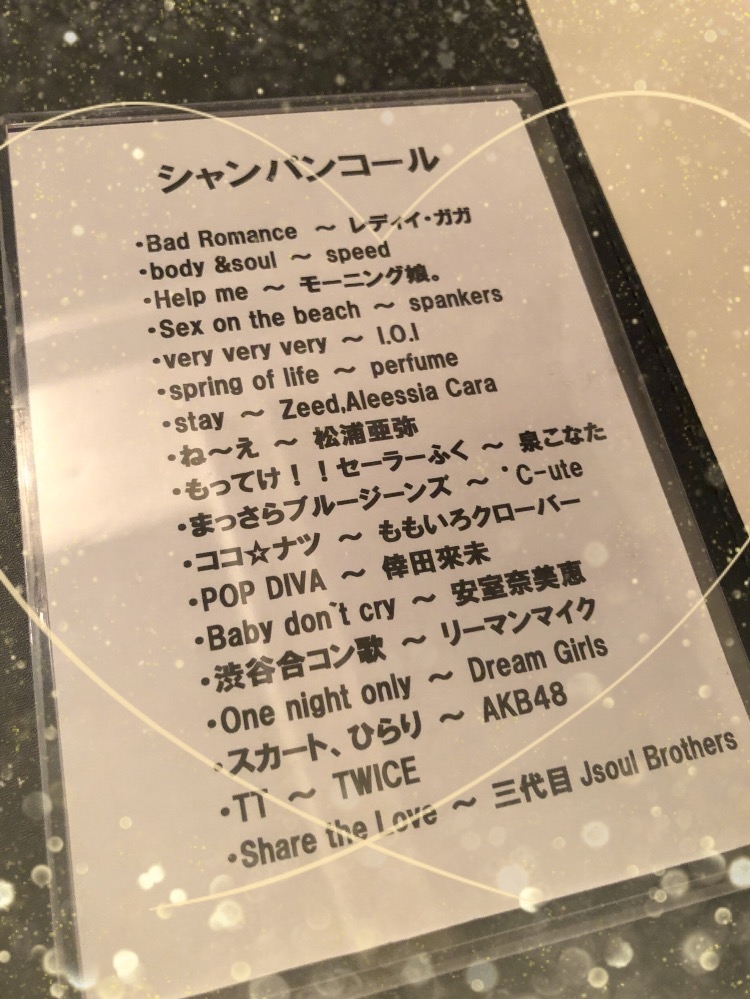 シャンパンコール
・Bad Romance ～ レディイ・ガガ
・body &soul ～ speed
・Help me ～ モーニング娘。
・Sex on the beach ～ spankers
・very very very ～ I.O.I
・spring of life ～ perfume
・stay ～ Zeed,Aleessia Cara
・ね～え ～ 松浦亜弥
・もってけ！！セーラーふく ～ 泉こなた
・まっさらブルージーンズ ～ ゜C-ute
・ココ☆ナツ ～ ももいろクローバー
・POP DIVA ～ 倖田來未
・Baby don`t cry ～ 安室奈美恵
・渋谷合コン歌 ～ リーマンマイク
・One night only ～ Dream Girls
・スカート、ひらり ～ AKB48
・TT ～ TWICE
・Share the Love ～ 三代目 Jsoul Brothers